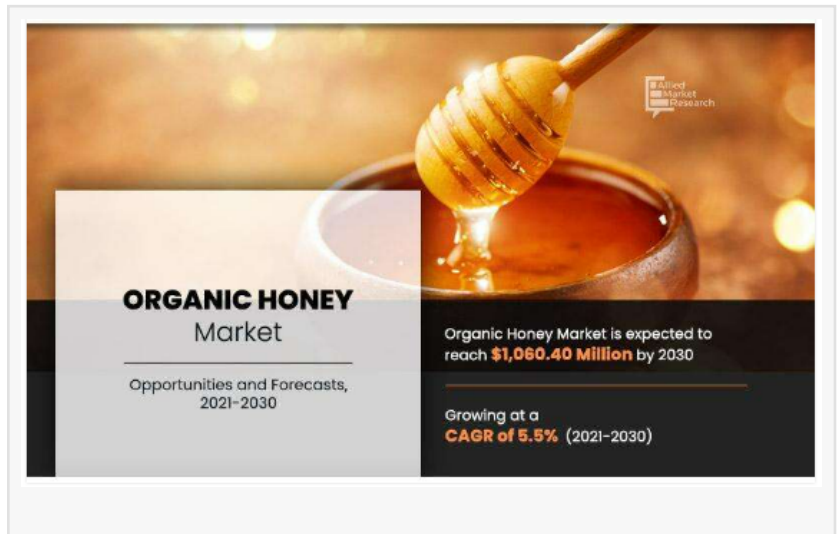 Allied
Market
Research
ORGANIC HONEY
Market
Opportunities and Forecasts,
2021-2030
Organic Honey Market is expected to
reach $1,060.40 Million by 2030
Growing at a
CAGR of 5.5% (2021-2030)